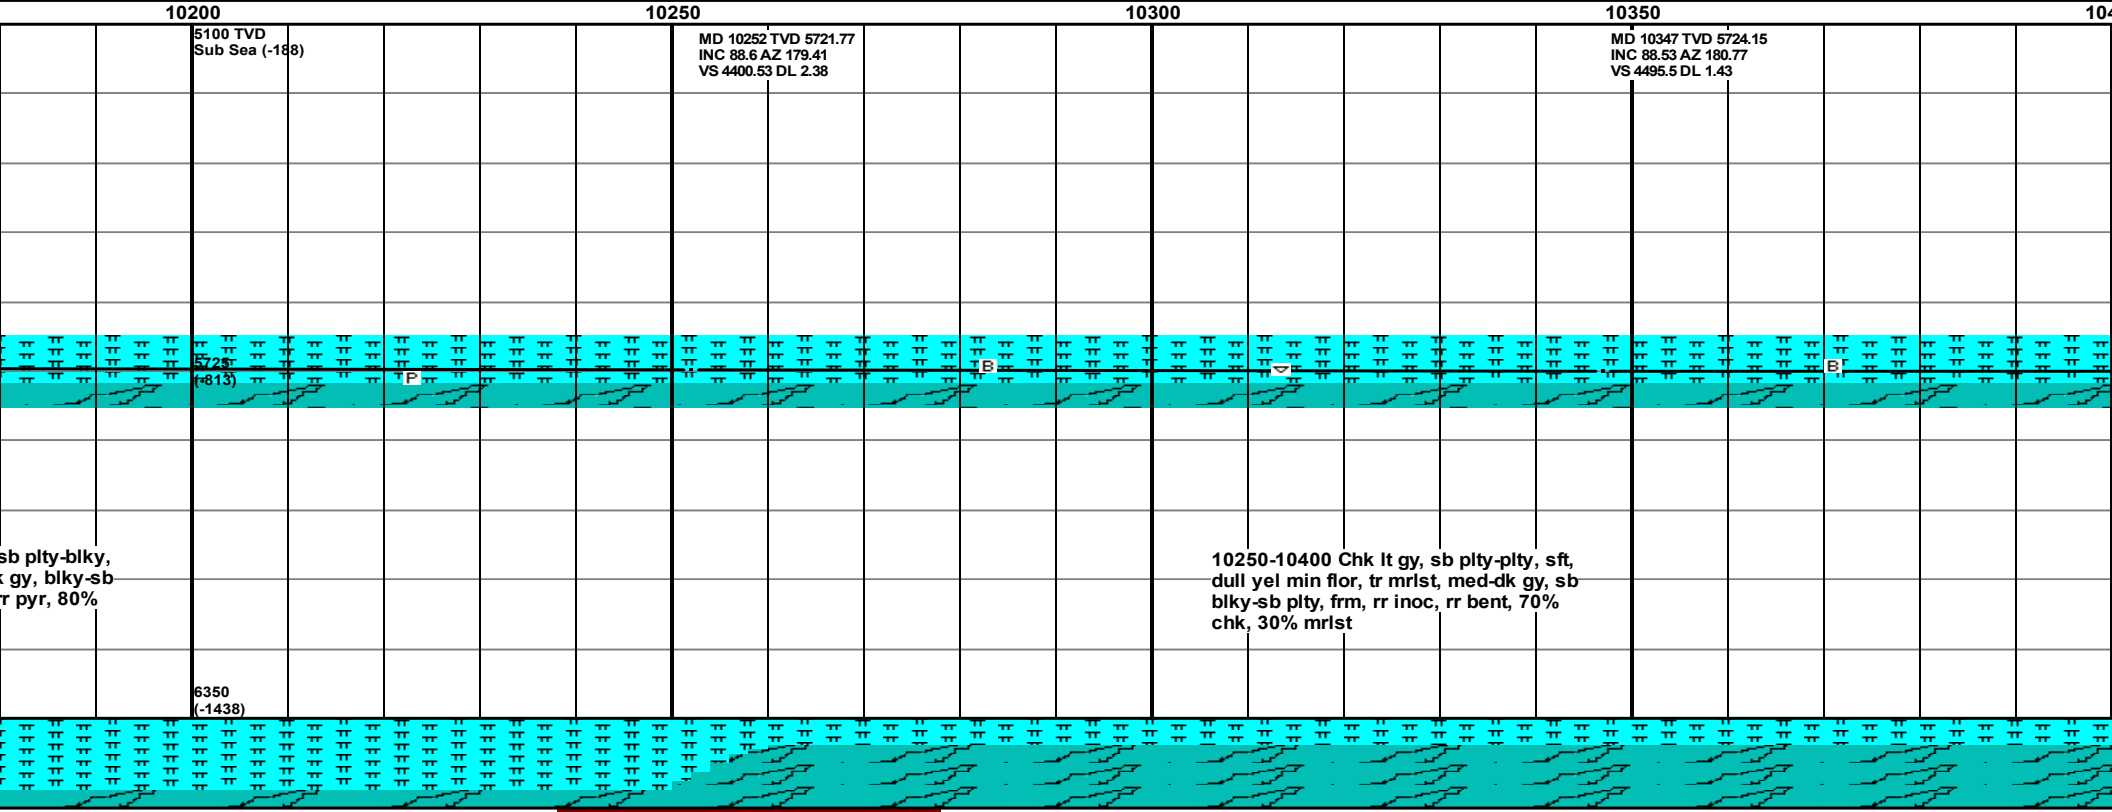 10200
10250
10300
10350
5100 TVD
Sub Sea (-188)
MD 10252 TVD 5721.77
INC 88.6 AZ 179.41
VS 4400.53 DL 2.38
MD 10347 TVD 5724.15
INC 88.53 AZ 180.77
VS 4495.5 DL 1.43
5725
(-813)
P
B
B
sb plty-blky,
gy, blky-sb
pyr, 80%
10250-10400 Chk lt gy, sb plty-plty, sft,
dull yel min flor, tr mrlst, med-dk gy, sb
blky-sb plty, frm, rr inoc, rr bent, 70%
chk, 30% mrlst
6350
(-1438)